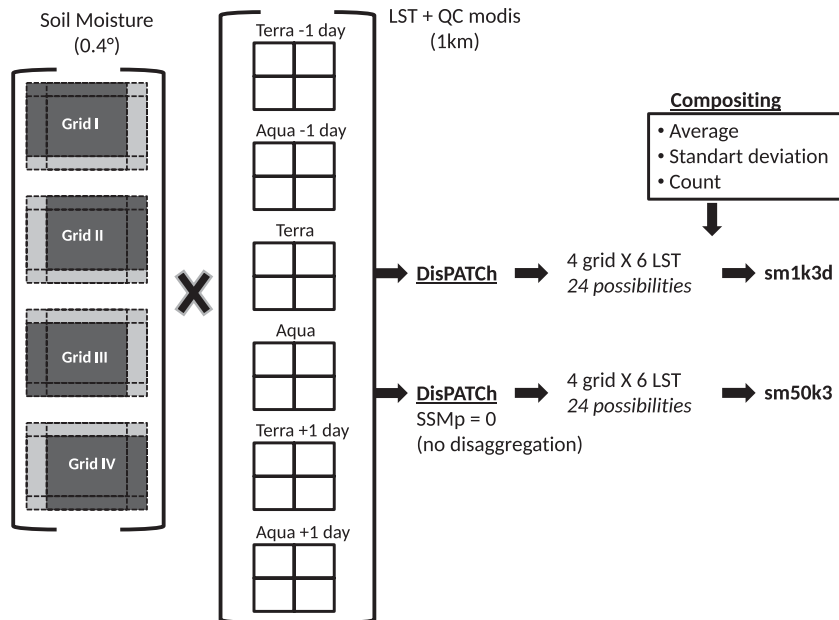 Soil Moisture
(0.4°)
Grid I
Grid II
Grid III
Grid IV
X
Terra -1 day
Aqua -1 day
Terra
Aqua
Terra +1 day
Aqua +1 day
LST + QC modis
(1km)
Compositing
• Average
• Standart deviation
• Count
DisPATCh
4 grid X 6 LST
24 possibilities
sm1k3d
DisPATCh
SSMp = 0
(no disaggregation)
4 grid X 6 LST
24 possibilities
sm50k3